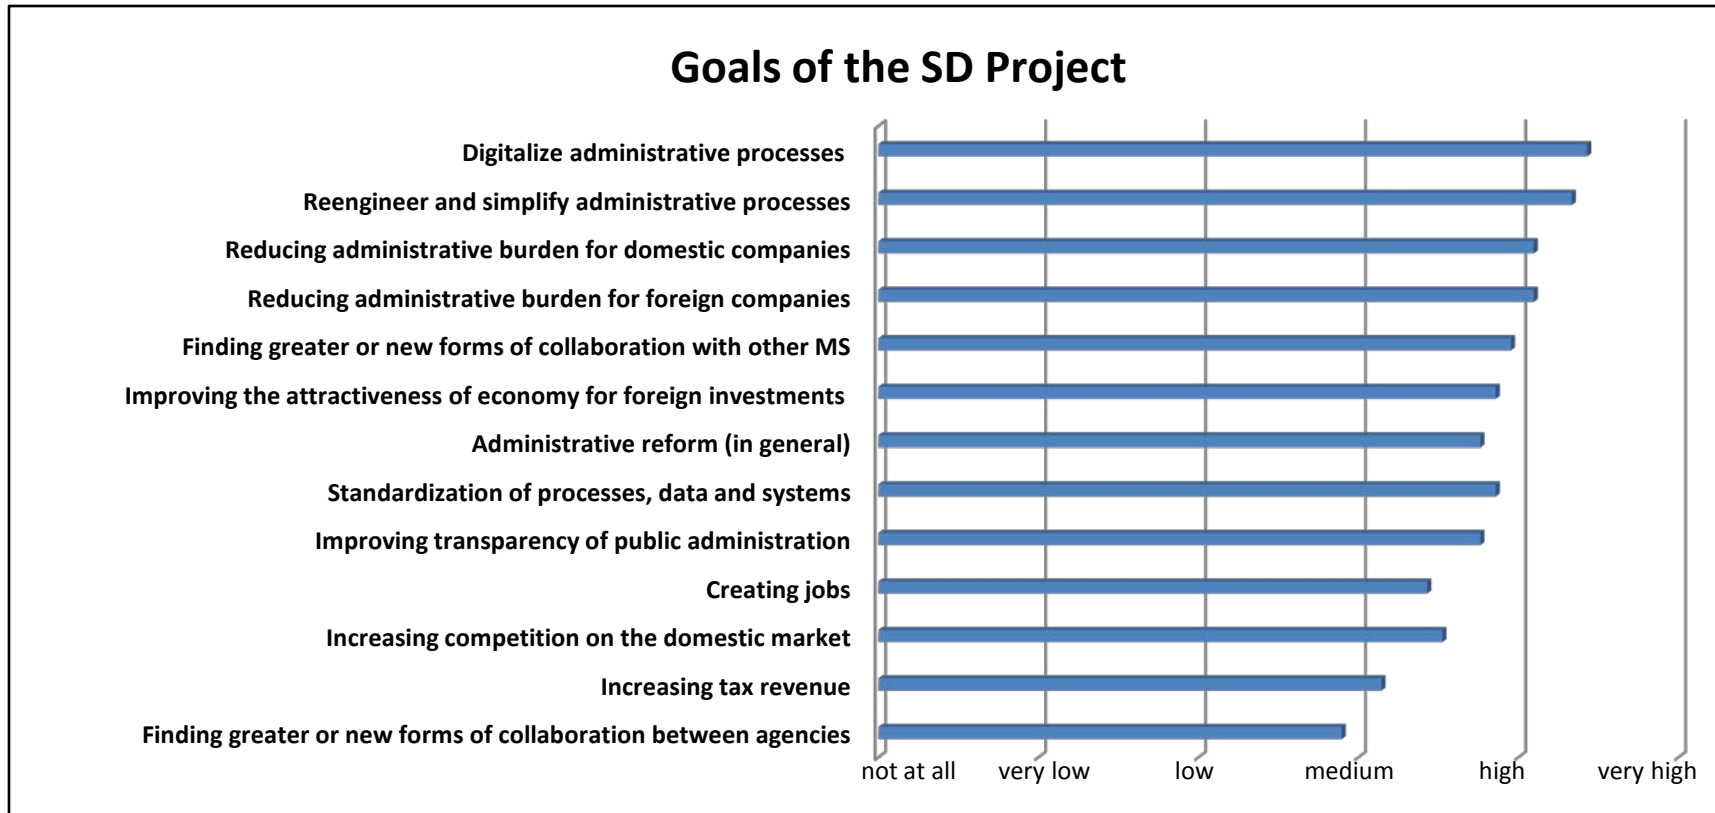 Goals of the SD Project
Digitalize administrative processes
Reengineer and simplify administrative processes
Reducing administrative burden for domestic companies
Reducing administrative burden for foreign companies
Finding greater or new forms of collaboration with other MS
Improving the attractiveness of economy for foreign investments
Administrative reform (in general)
Standardization of processes, data and systems
Improving transparency of public administration
Creating jobs
Increasing competition on the domestic market
Increasing tax revenue
Finding greater or new forms of collaboration between agencies
not at all very low low medium high very high